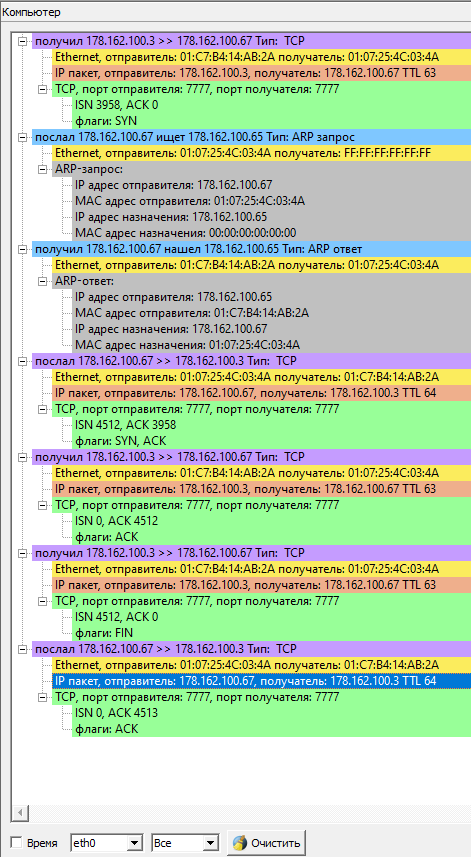 Компьютер
получил 178.162.100.3 >> 178.162.100.67 Тип: TCP
Ethernet, отправитель: 01:C7:B4:14:AB:2A получатель: 01:07:25:4C:03:4A
IP пакет, отправитель: 178.162.100.3, получатель: 178.162.100.67 TTL 63
TCP, порт отправителя: 7777, порт получателя: 7777
ISN 3958, ACK 0
флаги: SYN
послал 178.162.100.67 ищет 178.162.100.65 Тип: ARP запрос
Ethernet, отправитель: 01:07:25:4C:03:4A получатель: FF:FF:FF:FF:FF:FF
ARP-запрос:
IP адрес отправителя: 178.162.100.67
MAC адрес отправителя: 01:07:25:4C:03:4A
IP адрес назначения: 178.162.100.65
MAC адрес назначения: 00:00:00:00:00:00
получил 178.162.100.67 нашел 178.162.100.65 Тип: ARP ответ
Ethernet, отправитель: 01:C7:B4:14:AB:2A получатель: 01:07:25:4C:03:4A
ARP-ответ:
IP адрес отправителя: 178.162.100.65
MAC адрес отправителя: 01:C7:B4:14:AB:2A
IP адрес назначения: 178.162.100.67
MAC адрес назначения: 01:07:25:4C:03:4A
послал 178.162.100.67 >> 178.162.100.3 Тип: TCP
Ethernet, отправитель: 01:07:25:4C:03:4A получатель: 01:C7:B4:14:AB:2A
IP пакет, отправитель: 178.162.100.67, получатель: 178.162.100.3 TTL 64
TCP, порт отправителя: 7777, порт получателя: 7777
ISN 4512, ACK 3958
флаги: SYN, ACK
получил 178.162.100.3 >> 178.162.100.67 Тип: TCP
Ethernet, отправитель: 01:C7:B4:14:AB:2A получатель: 01:07:25:4C:03:4A
IP пакет, отправитель: 178.162.100.3, получатель: 178.162.100.67 TTL 63
TCP, порт отправителя: 7777, порт получателя: 7777
ISN 0, ACK 4512
флаги: ACK
получил 178.162.100.3 >> 178.162.100.67 Тип: TCP
Ethernet, отправитель: 01:C7:B4:14:AB:2A получатель: 01:07:25:4C:03:4A
IP пакет, отправитель: 178.162.100.3, получатель: 178.162.100.67 TTL 63
TCP, порт отправителя: 7777, порт получателя: 7777
ISN 4512, ACK 0
флаги: FIN
послал 178.162.100.67 >> 178.162.100.3 Тип: TCP
Ethernet, отправитель: 01:07:25:4C:03:4A получатель: 01:C7:B4:14:AB:2A
IP пакет, отправитель: 178.162.100.67, получатель: 178.162.100.3 TTL 64
TCP, порт отправителя: 7777, порт получателя: 7777
ISN 0, ACK 4513
флаги: ACK
Время eth0 Все Очистить